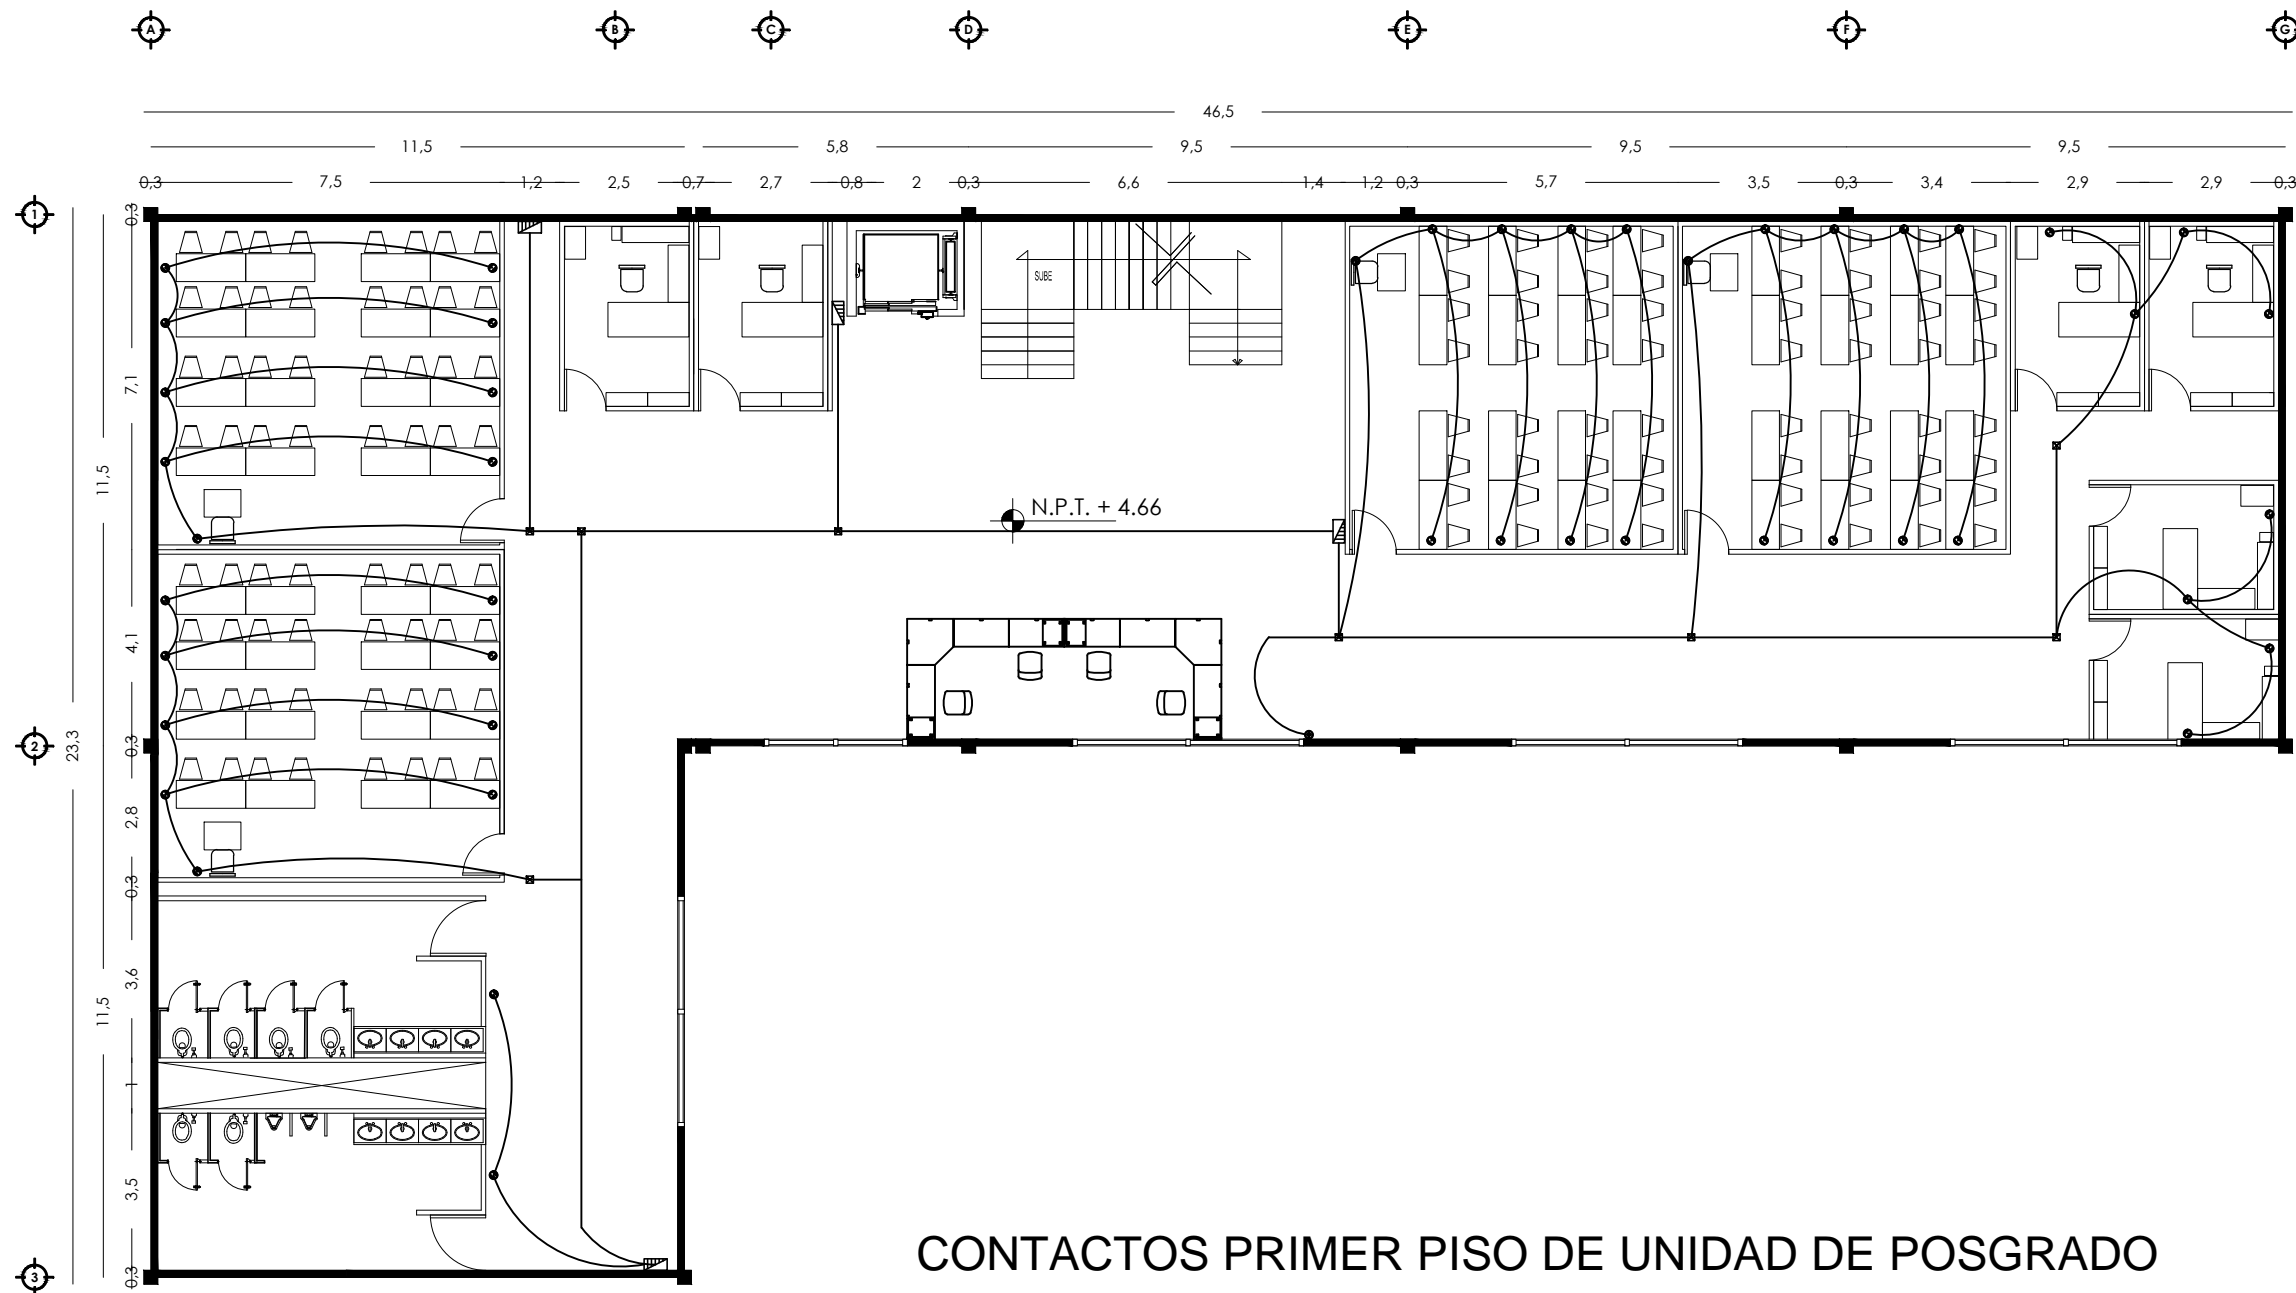 A B C D E F G
46,5
11,5 5,8 9,5 9,5 9,5
0,3 7,5 1,2 2,5 0,7 2,7 0,8 2 0,3 6,6 1,4 1,2 0,3 5,7 3,5 0,3 3,4 2,9 2,9 0,3
1
0,3
SUBE
7,1
11,5
N.P.T. + 4.66
4,1
2
0,3
23,3
2,8
0,3
3,6
11,5
1
3,5
CONTACTOS PRIMER PISO DE UNIDAD DE POSGRADO
3
0,3